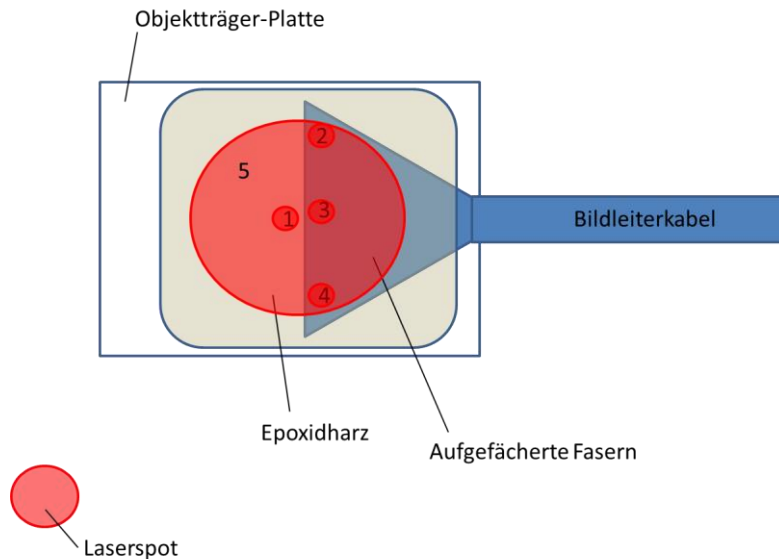 Objektträger-Platte
2
5
3
1
Bildleiterkabel
4
Epoxidharz
Aufgefächerte Fasern
Laserspot